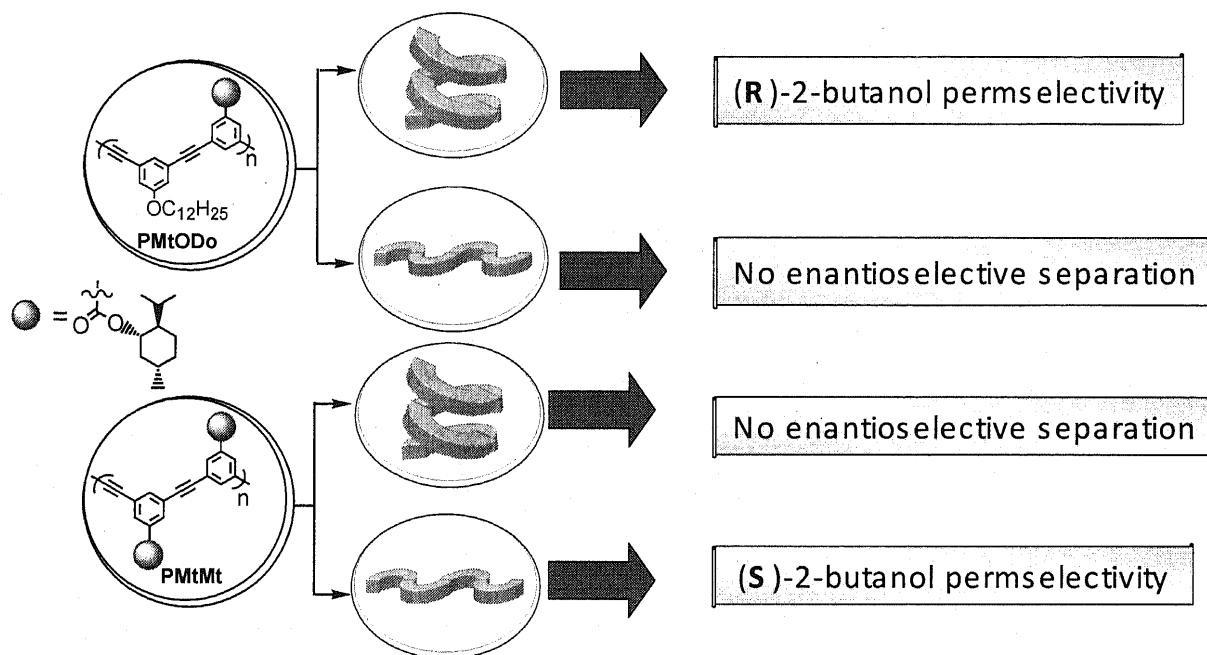 (R)-2-butanol permselectivity
n
OC12H25
PMtODo
No enantioselective separation
= O O
No enantioselective separation
n
PMtMt
(S)-2-butanol permselectivity